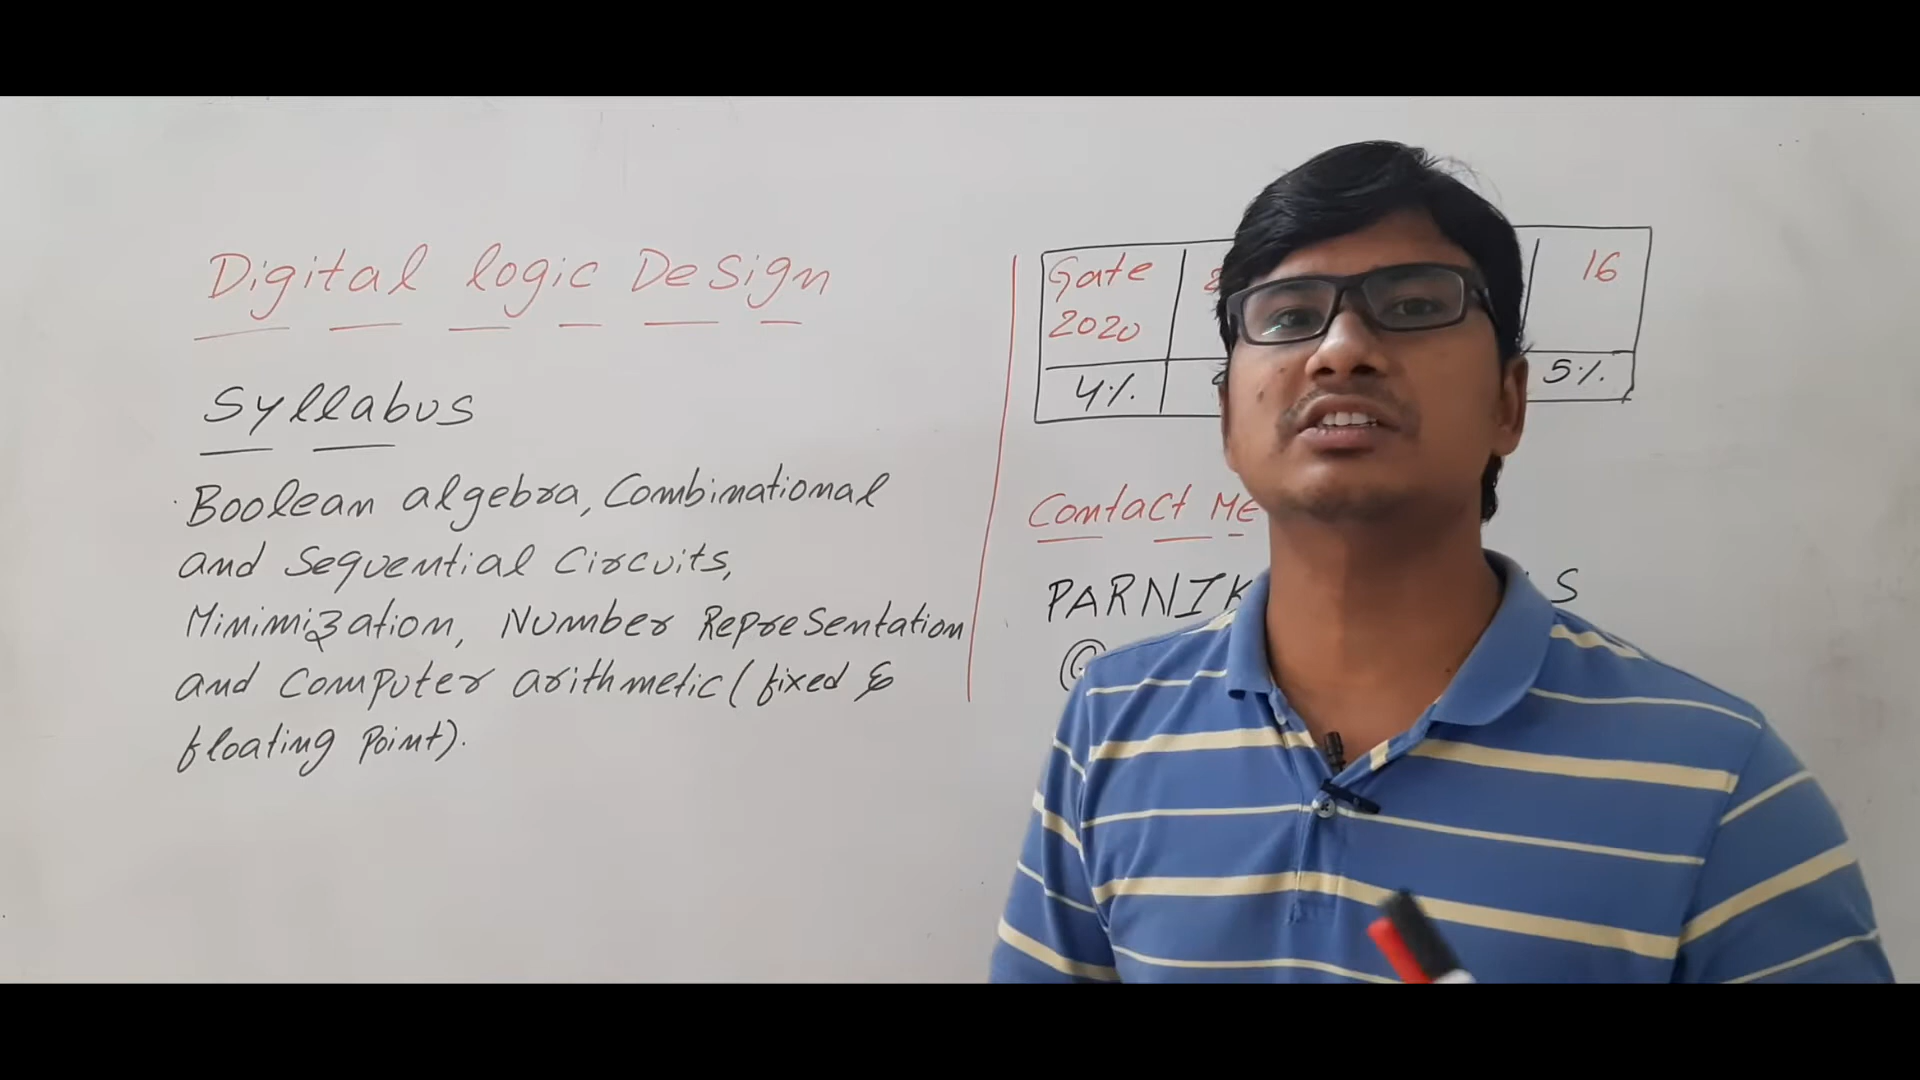 Digital logic Design
Syllabus
Boolean algebra, Combinational
and Sequential Circuits,
Minimization, Number Representation
and Computer arithmetic (fixed &
floating point).
Gate 16
2020
4%. 5%.
Contact ME
@